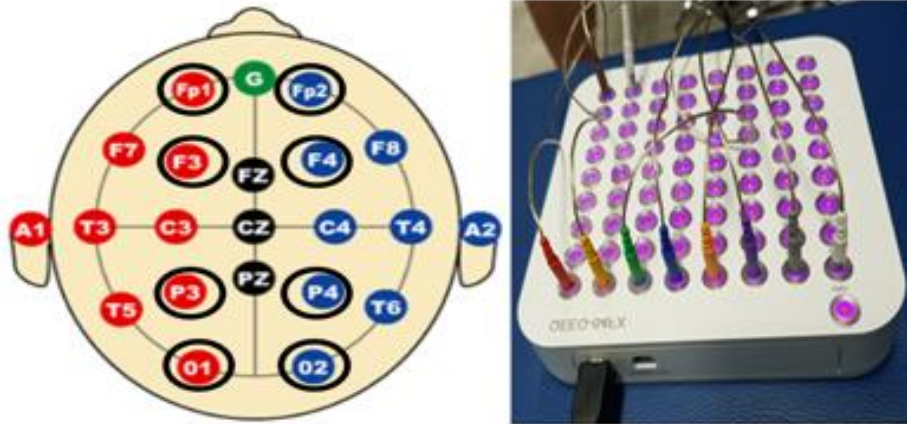 G
Fp1 Fp2
F7 F8
F3 F4
FZ
A1 T3 C3 CZ C4 T4 A2
PZ
P3 P4
T5 T6
01 02